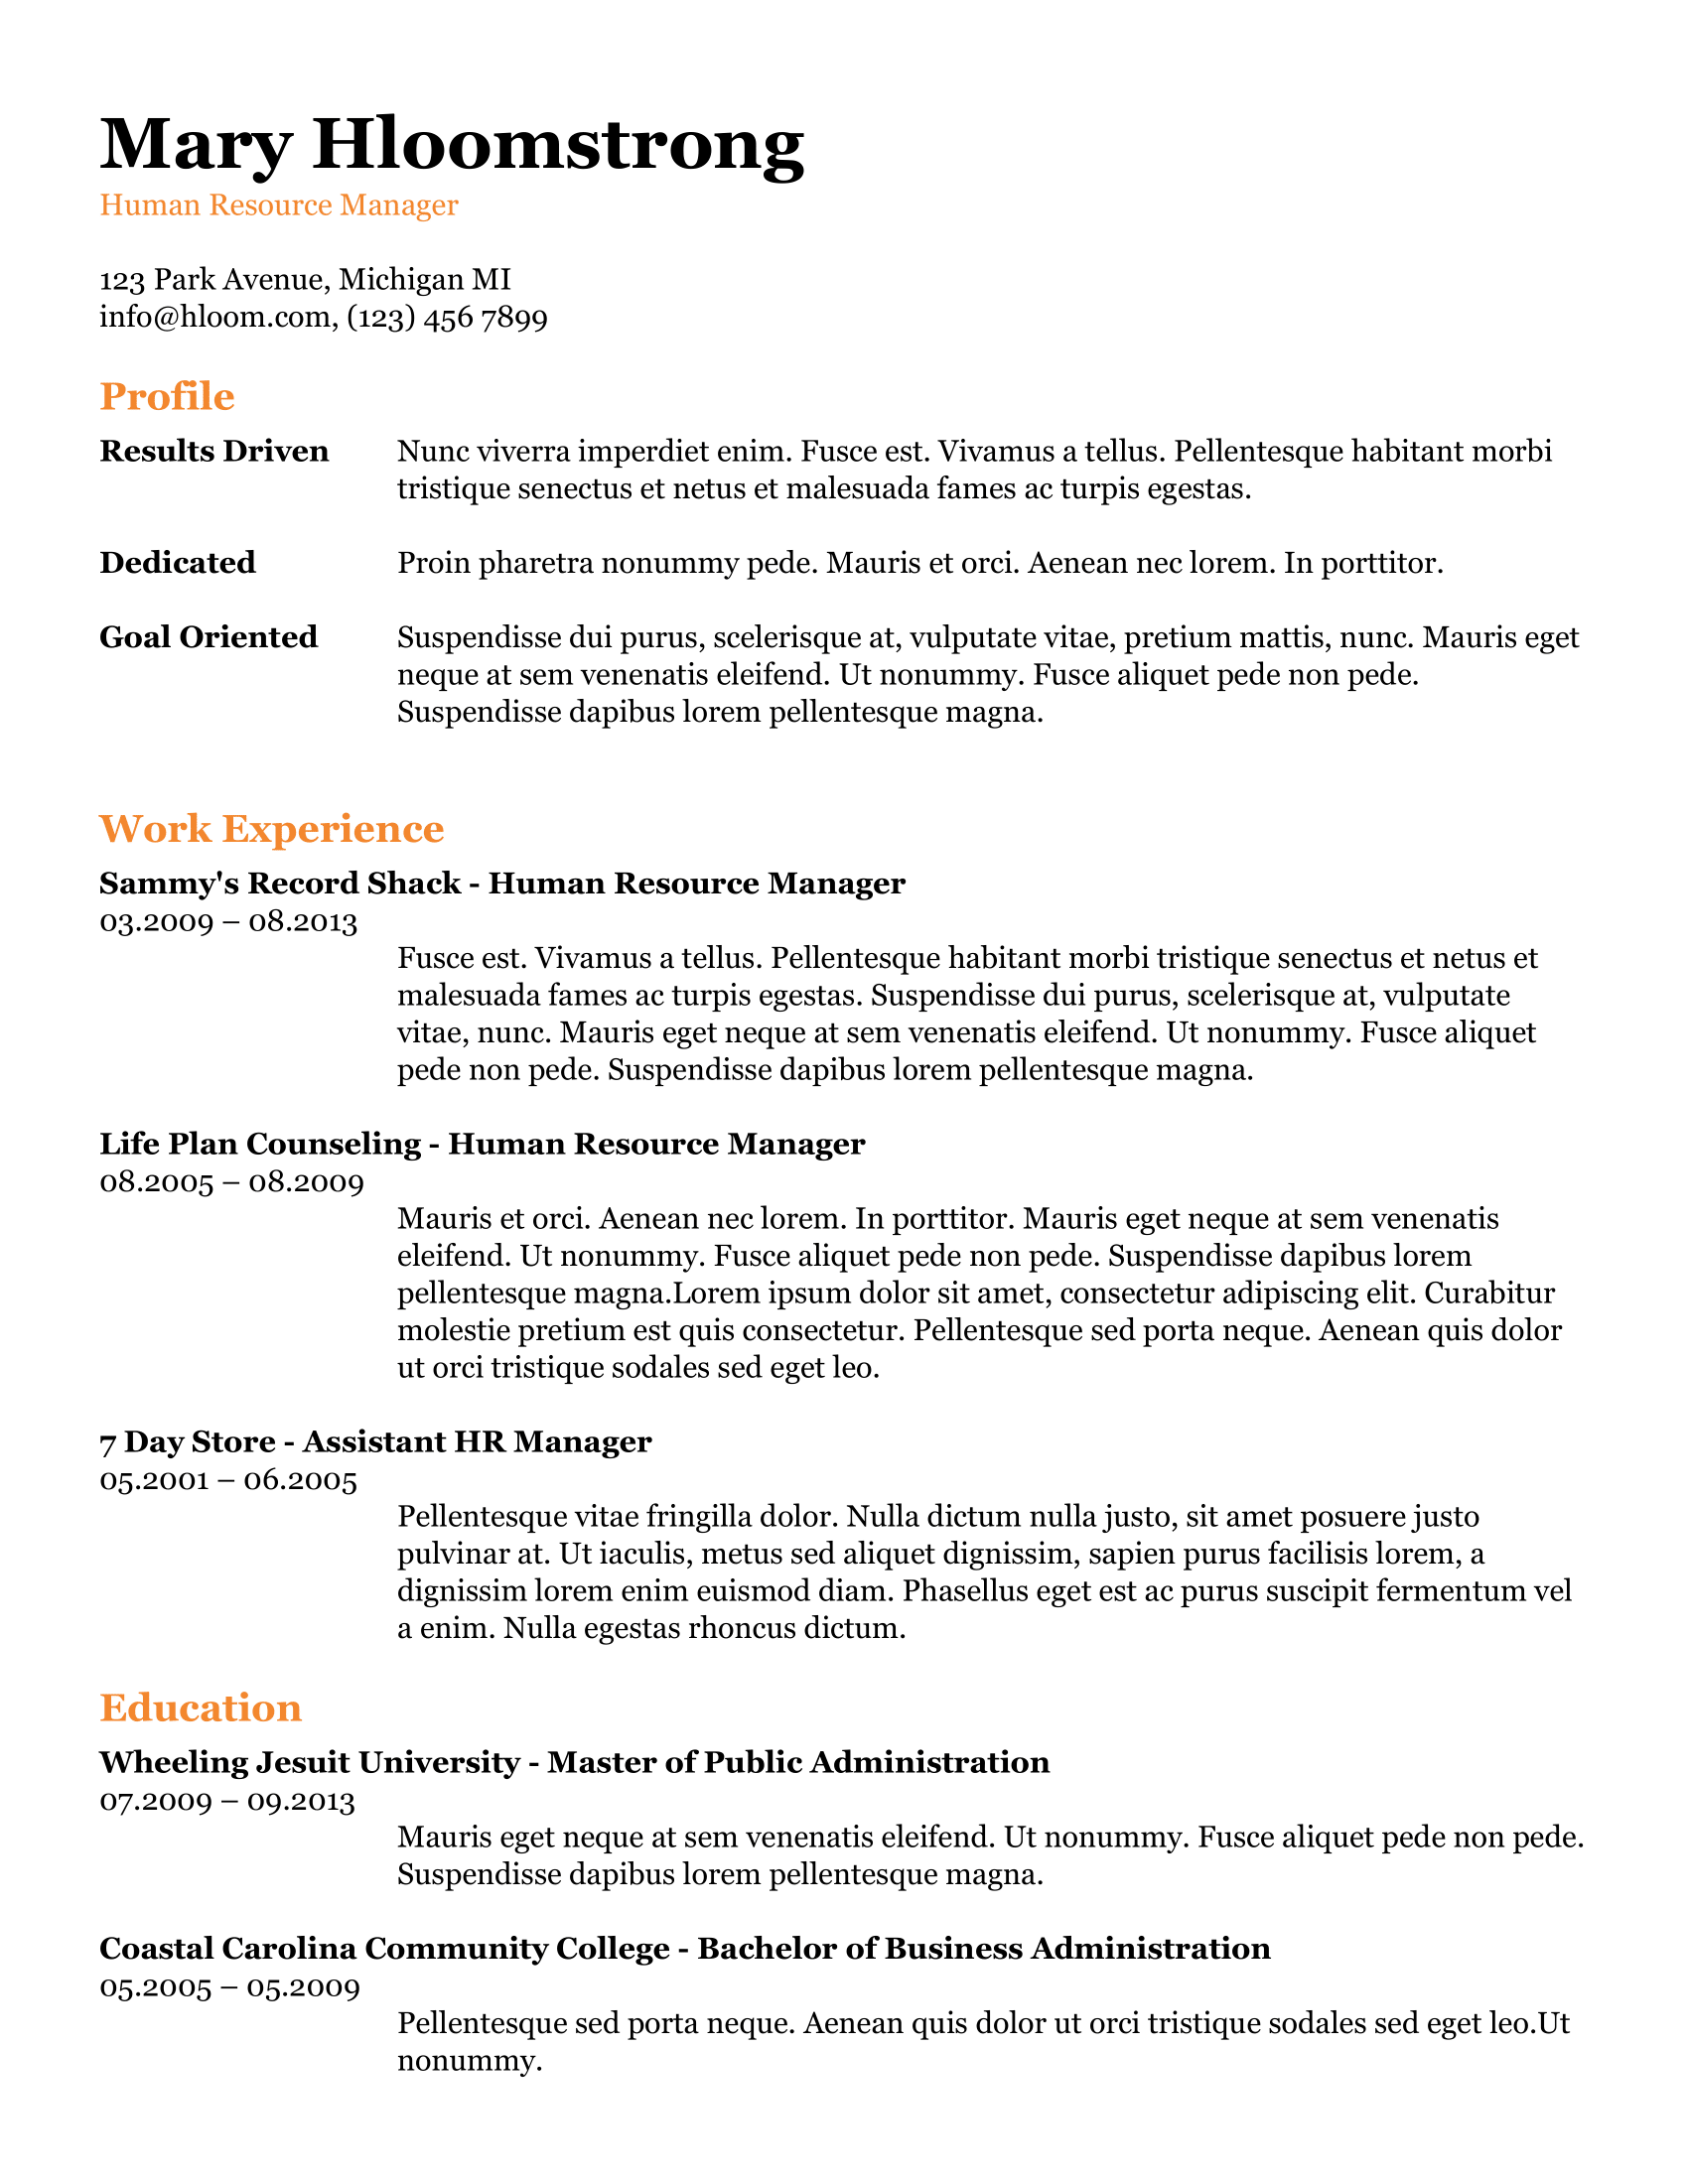 Mary Hloomstrong
Human Resource Manager
123 Park Avenue, Michigan MI
info@hloom.com, (123) 456 7899
Profile
Results Driven Nunc viverra imperdiet enim. Fusce est. Vivamus a tellus. Pellentesque habitant morbi
tristique senectus et netus et malesuada fames ac turpis egestas.
Dedicated Proin pharetra nonummy pede. Mauris et orci. Aenean nec lorem. In porttitor.
Goal Oriented Suspendisse dui purus, scelerisque at, vulputate vitae, pretium mattis, nunc. Mauris eget
neque at sem venenatis eleifend. Ut nonummy. Fusce aliquet pede non pede.
Suspendisse dapibus lorem pellentesque magna.
Work Experience
Sammy's Record Shack - Human Resource Manager
03.2009 – 08.2013
Fusce est. Vivamus a tellus. Pellentesque habitant morbi tristique senectus et netus et
malesuada fames ac turpis egestas. Suspendisse dui purus, scelerisque at, vulputate
vitae, nunc. Mauris eget neque at sem venenatis eleifend. Ut nonummy. Fusce aliquet
pede non pede. Suspendisse dapibus lorem pellentesque magna.
Life Plan Counseling - Human Resource Manager
08.2005 – 08.2009
Mauris et orci. Aenean nec lorem. In porttitor. Mauris eget neque at sem venenatis
eleifend. Ut nonummy. Fusce aliquet pede non pede. Suspendisse dapibus lorem
pellentesque magna.Lorem ipsum dolor sit amet, consectetur adipiscing elit. Curabitur
molestie pretium est quis consectetur. Pellentesque sed porta neque. Aenean quis dolor
ut orci tristique sodales sed eget leo.
7 Day Store - Assistant HR Manager
05.2001 – 06.2005
Pellentesque vitae fringilla dolor. Nulla dictum nulla justo, sit amet posuere justo
pulvinar at. Ut iaculis, metus sed aliquet dignissim, sapien purus facilisis lorem, a
dignissim lorem enim euismod diam. Phasellus eget est ac purus suscipit fermentum vel
a enim. Nulla egestas rhoncus dictum.
Education
Wheeling Jesuit University - Master of Public Administration
07.2009 – 09.2013
Mauris eget neque at sem venenatis eleifend. Ut nonummy. Fusce aliquet pede non pede.
Suspendisse dapibus lorem pellentesque magna.
Coastal Carolina Community College - Bachelor of Business Administration
05.2005 – 05.2009
Pellentesque sed porta neque. Aenean quis dolor ut orci tristique sodales sed eget leo.Ut
nonummy.